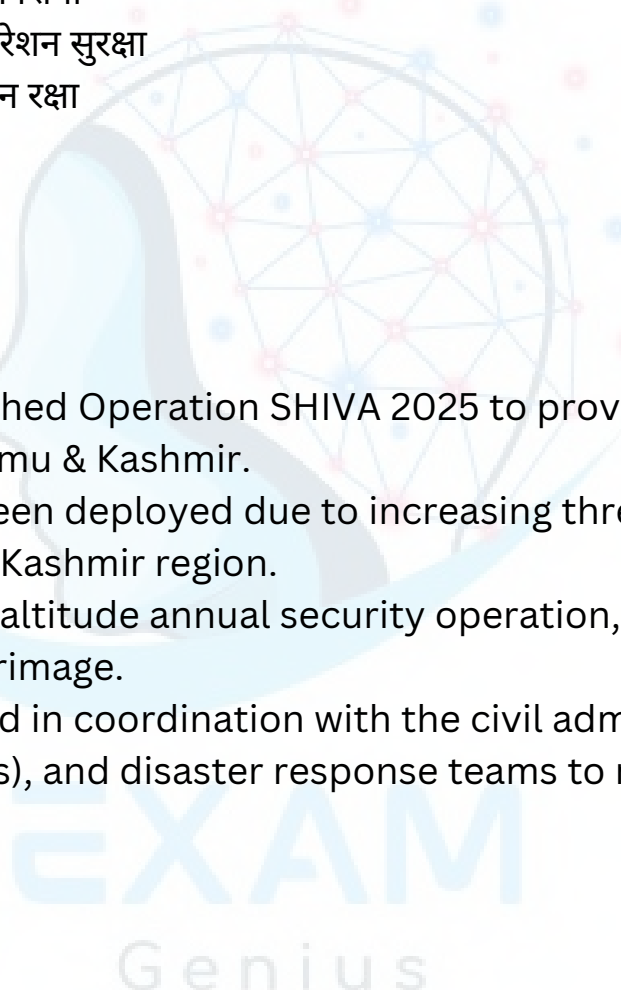 रेशन सुरक्षा
न रक्षा
hed Operation SHIVA 2025 to prov
mu & Kashmir.
een deployed due to increasing thre
Kashmir region.
altitude annual security operation,
rimage.
d in coordination with the civil adm
s), and disaster response teams to
EXAM
Genius